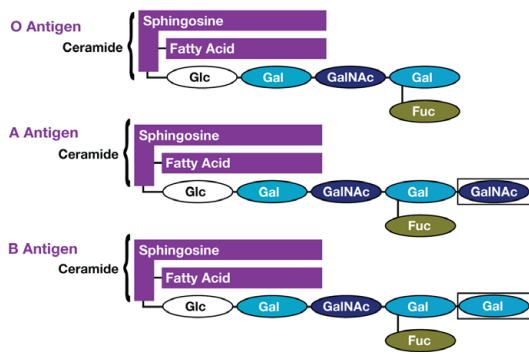 O Antigen
Sphingosine
Ceramide
Fatty Acid
Glc Gal GalNAc Gal
Fuc
A Antigen
Sphingosine
Ceramide
Fatty Acid
Glc Gal GalNAc Gal GalNAc
Fuc
B Antigen
Sphingosine
Ceramide
Fatty Acid
Glc Gal GalNAc Gal Gal
Fuc